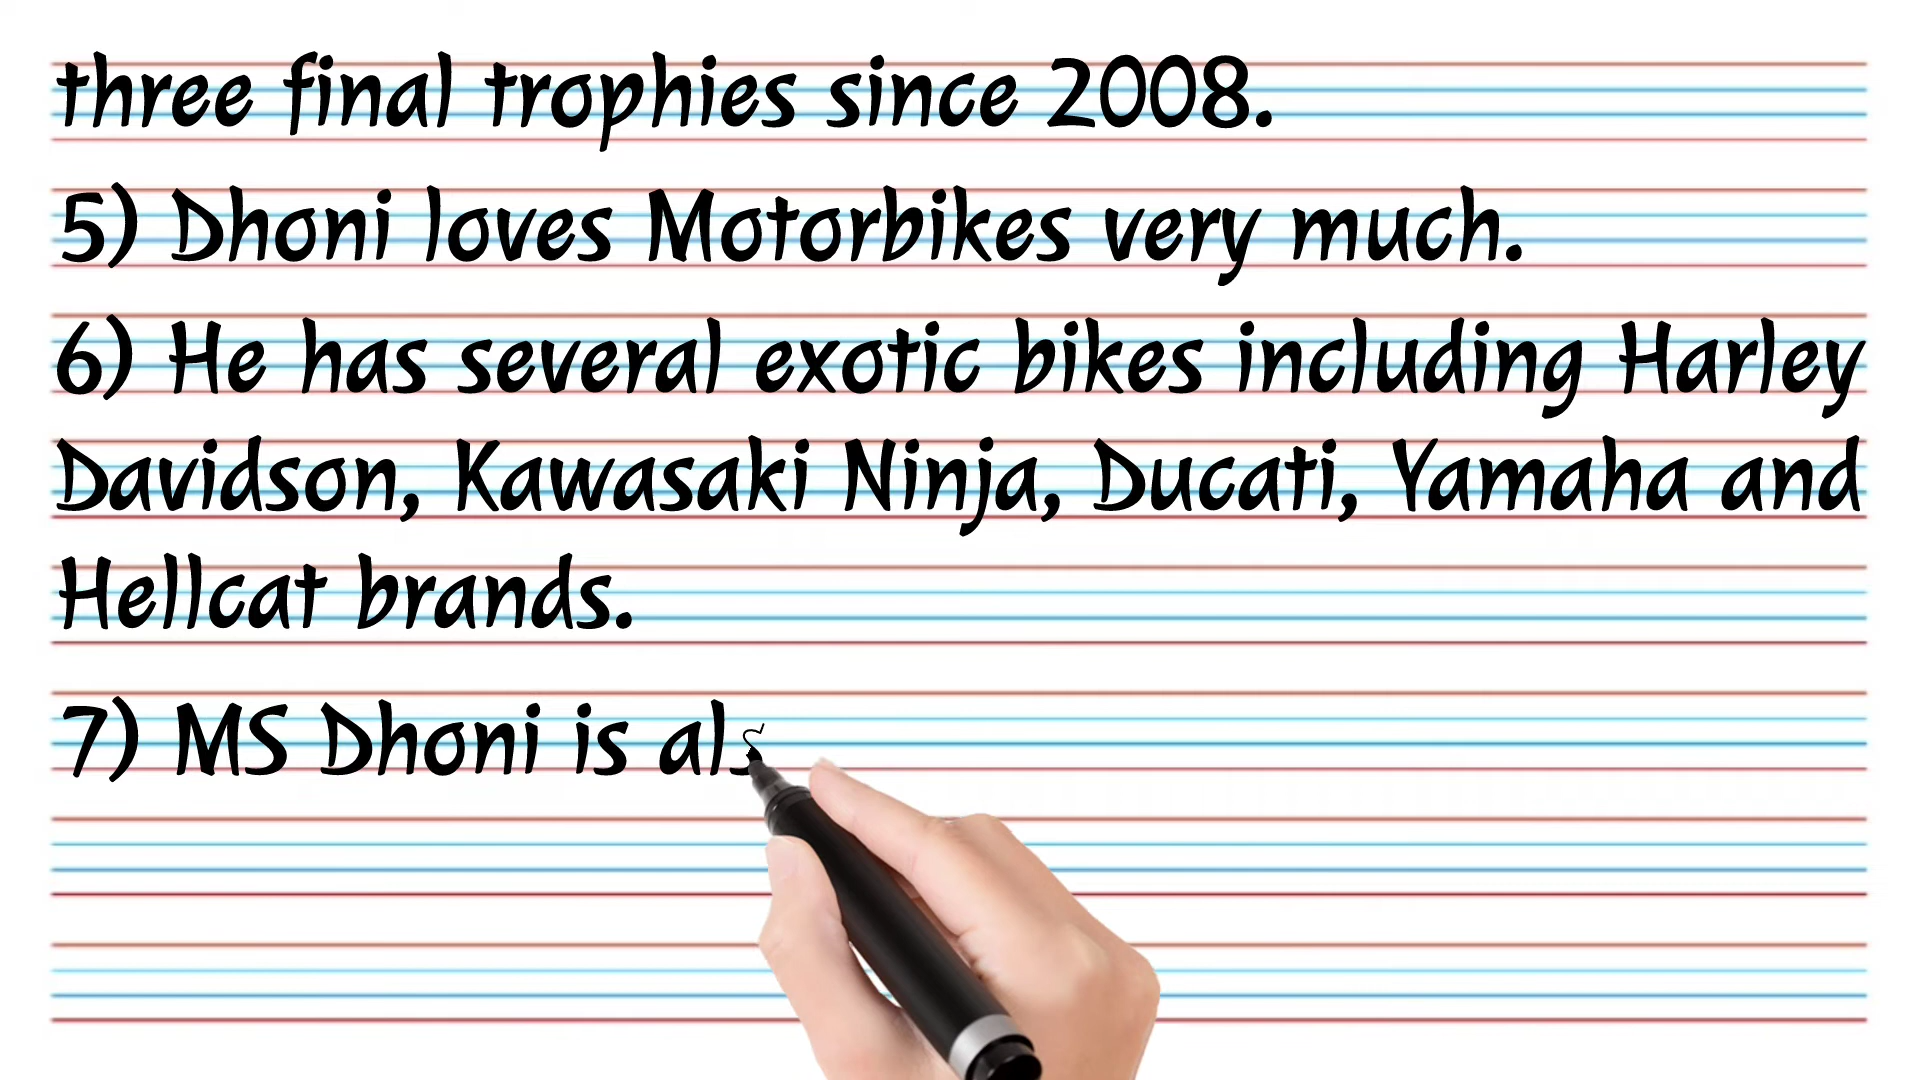 three final trophies since 2008.
5) Dhoni loves Motorbikes very much.
6) He has several exotic bikes including Harley
Davidson, Kawasaki Ninja, Ducati, Yamaha and
Hellcat brands.
7) MS Dhoni is als